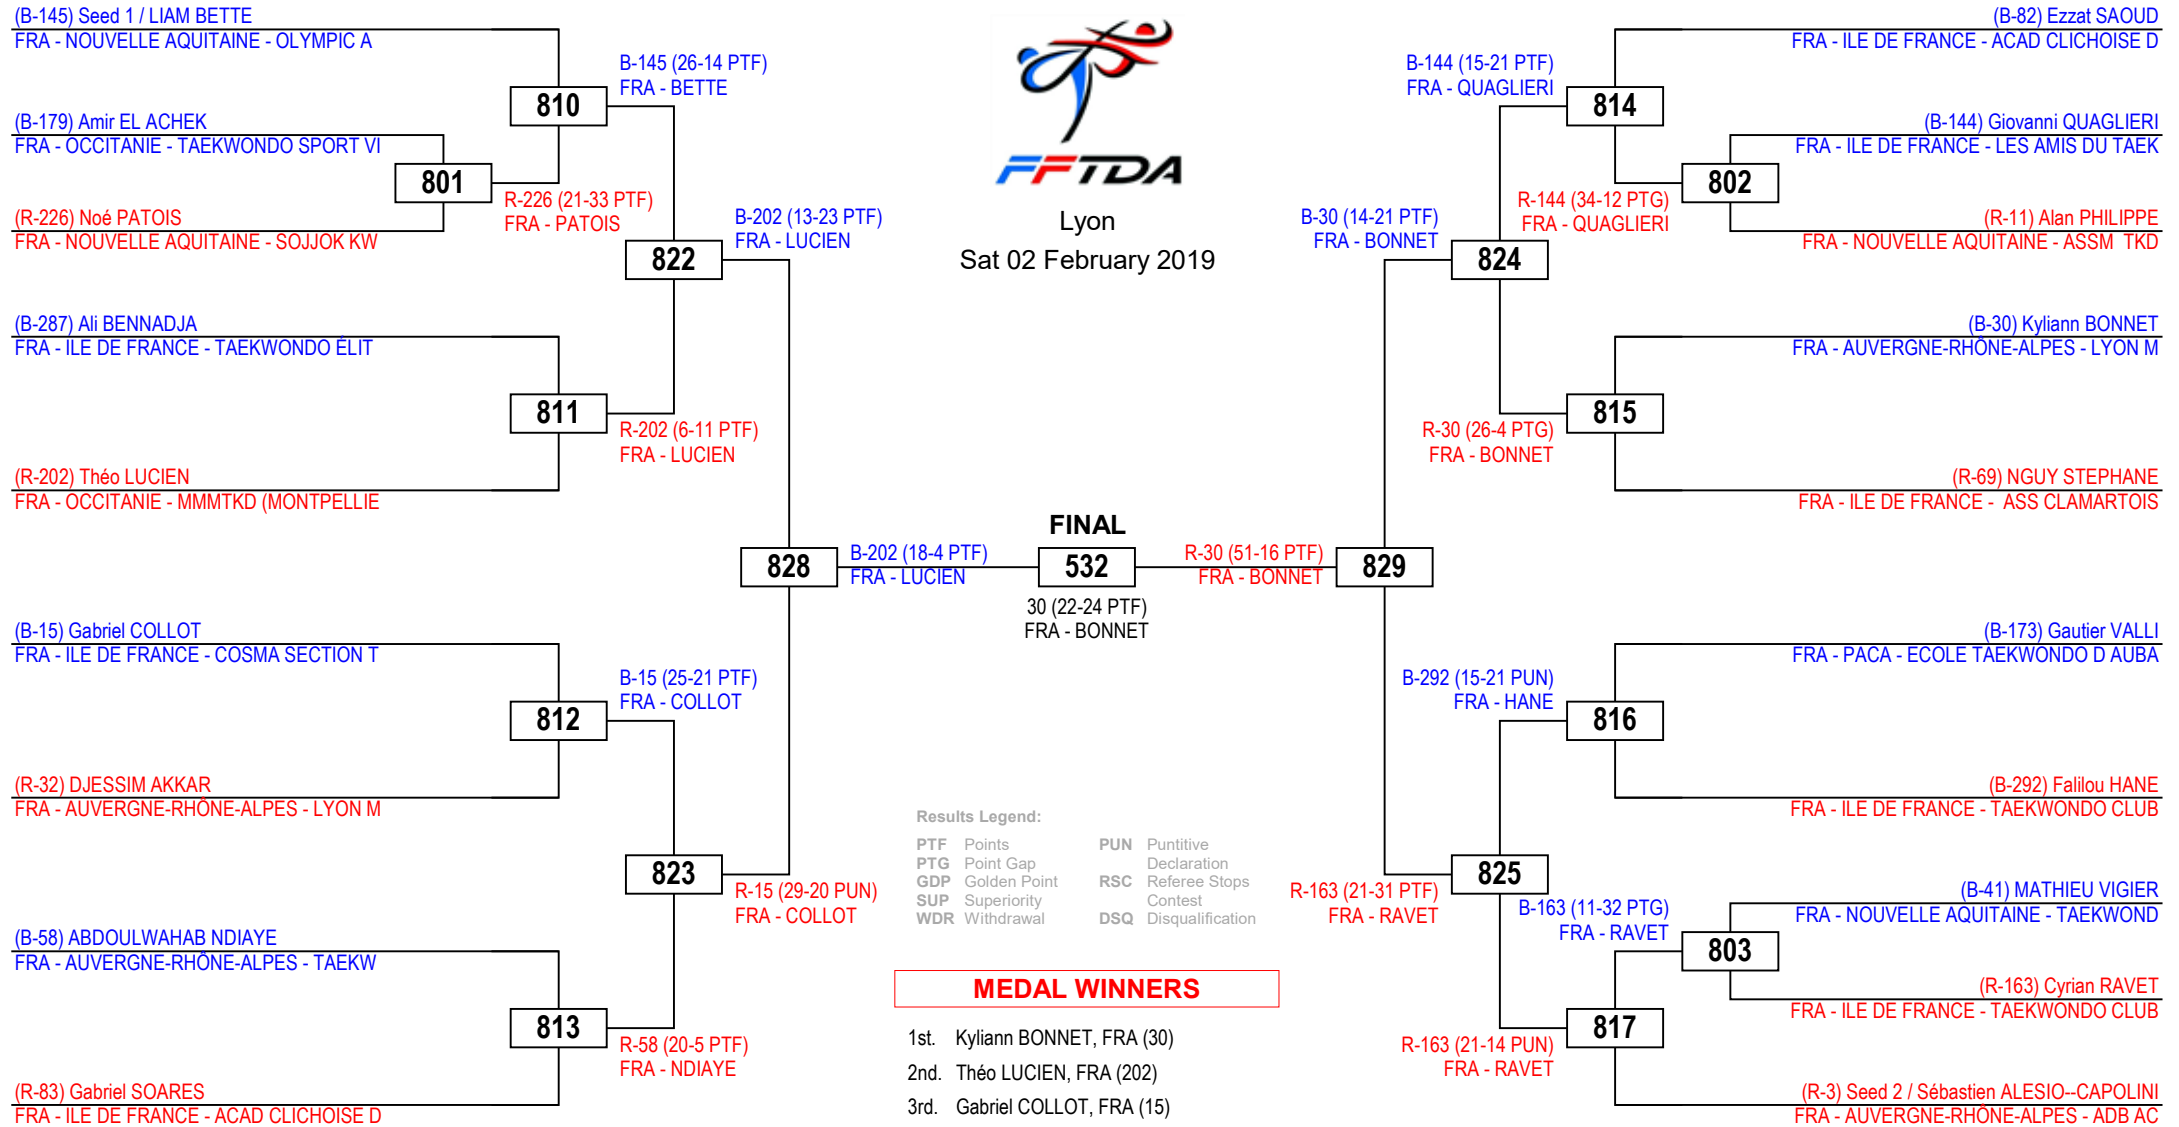 (B-145) Seed 1 / LIAM BETTE
FRA - NOUVELLE AQUITAINE - OLYMPIC A
B-145 (26-14 PTF)
FRA - BETTE
810
(B-179) Amir EL ACHEK
FRA - OCCITANIE - TAEKWONDO SPORT VI
801
R-226 (21-33 PTF)
FRA - PATOIS
(R-226) Noé PATOIS
FRA - NOUVELLE AQUITAINE - SOJJOK KW
B-202 (13-23 PTF)
FRA - LUCIEN
822
(B-287) Ali BENNADJA
FRA - ILE DE FRANCE - TAEKWONDO ÉLIT
811
R-202 (6-11 PTF)
FRA - LUCIEN
(R-202) Théo LUCIEN
FRA - OCCITANIE - MMMTKD (MONTPELLIE
828
B-202 (18-4 PTF)
FRA - LUCIEN
(B-15) Gabriel COLLOT
FRA - ILE DE FRANCE - COSMA SECTION T
B-15 (25-21 PTF)
FRA - COLLOT
812
(R-32) DJESSIM AKKAR
FRA - AUVERGNE-RHÔNE-ALPES - LYON M
823
R-15 (29-20 PUN)
FRA - COLLOT
(B-58) ABDOULWAHAB NDIAYE
FRA - AUVERGNE-RHÔNE-ALPES - TAEKW
813
R-58 (20-5 PTF)
FRA - NDIAYE
(R-83) Gabriel SOARES
FRA - ILE DE FRANCE - ACAD CLICHOISE D
FFTDA
Lyon
Sat 02 February 2019
FINAL
532
30 (22-24 PTF)
FRA - BONNET
Results Legend:
PTF Points
PTG Point Gap
GDP Golden Point
SUP Superiority
WDR Withdrawal
PUN Puntitive
Declaration
RSC Referee Stops
Contest
DSQ Disqualification
MEDAL WINNERS
1st. Kyliann BONNET, FRA (30)
2nd. Théo LUCIEN, FRA (202)
3rd. Gabriel COLLOT, FRA (15)
(B-82) Ezzat SAOUD
FRA - ILE DE FRANCE - ACAD CLICHOISE D
B-144 (15-21 PTF)
FRA - QUAGLIERI
814
(B-144) Giovanni QUAGLIERI
FRA - ILE DE FRANCE - LES AMIS DU TAEK
802
R-144 (34-12 PTG)
FRA - QUAGLIERI
(R-11) Alan PHILIPPE
FRA - NOUVELLE AQUITAINE - ASSM TKD
B-30 (14-21 PTF)
FRA - BONNET
824
(B-30) Kyliann BONNET
FRA - AUVERGNE-RHÔNE-ALPES - LYON M
815
R-30 (26-4 PTG)
FRA - BONNET
(R-69) NGUY STEPHANE
FRA - ILE DE FRANCE - ASS CLAMARTOIS
R-30 (51-16 PTF)
FRA - BONNET
829
(B-173) Gautier VALLI
FRA - PACA - ECOLE TAEKWONDO D AUBA
B-292 (15-21 PUN)
FRA - HANE
816
(B-292) Falilou HANE
FRA - ILE DE FRANCE - TAEKWONDO CLUB
825
R-163 (21-31 PTF)
FRA - RAVET
(B-41) MATHIEU VIGIER
FRA - NOUVELLE AQUITAINE - TAEKWOND
B-163 (11-32 PTG)
FRA - RAVET
803
(R-163) Cyrian RAVET
FRA - ILE DE FRANCE - TAEKWONDO CLUB
817
R-163 (21-14 PUN)
FRA - RAVET
(R-3) Seed 2 / Sébastien ALESIO--CAPOLINI
FRA - AUVERGNE-RHÔNE-ALPES - ADB AC